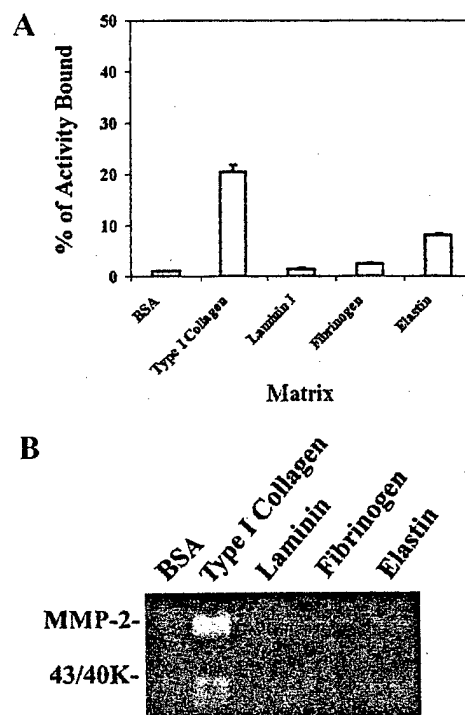 A
% of Activity Bound
50
40
30
20
10
0
BSA
Type I Collagen
Laminin I
Fibrinogen
Elastin
Matrix
B
BSA
Type I Collagen
Laminin
Fibrinogen
Elastin
MMP-2-
43/40K-